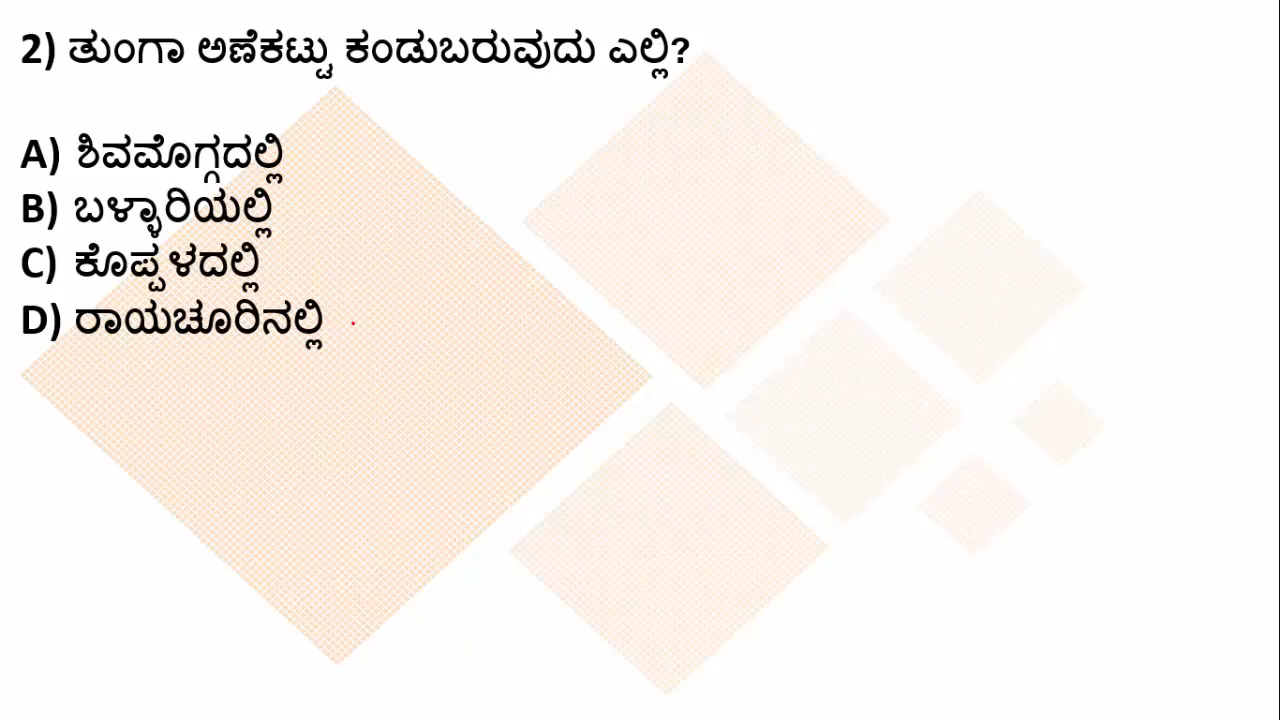 2) ತುಂಗಾ ಅಣೆಕಟ್ಟು ಕಂಡುಬರುವುದು ಎಲ್ಲಿ?
A) ಶಿವಮೊಗ್ಗದಲ್ಲಿ
B) ಬಳ್ಳಾರಿಯಲ್ಲಿ
C) ಕೊಪ್ಪಳದಲ್ಲಿ
D) ರಾಯಚೂರಿನಲ್ಲಿ